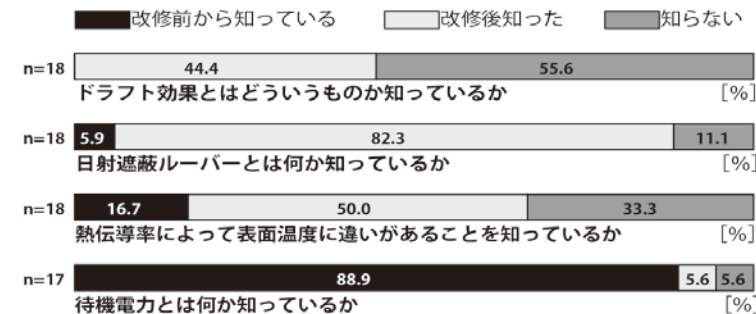 改修前から知っている 改修後知った 知らない
n=18 44.4 55.6
ドラフト効果とはどういうものか知っているか [%]
n=18 5.9 82.3 11.1
日射遮蔽ルーバーとは何か知っているか [%]
n=18 16.7 50.0 33.3
熱伝導率によって表面温度に違いがあることを知っているか [%]
n=17 88.9 5.6 5.6
待機電力とは何か知っているか [%]